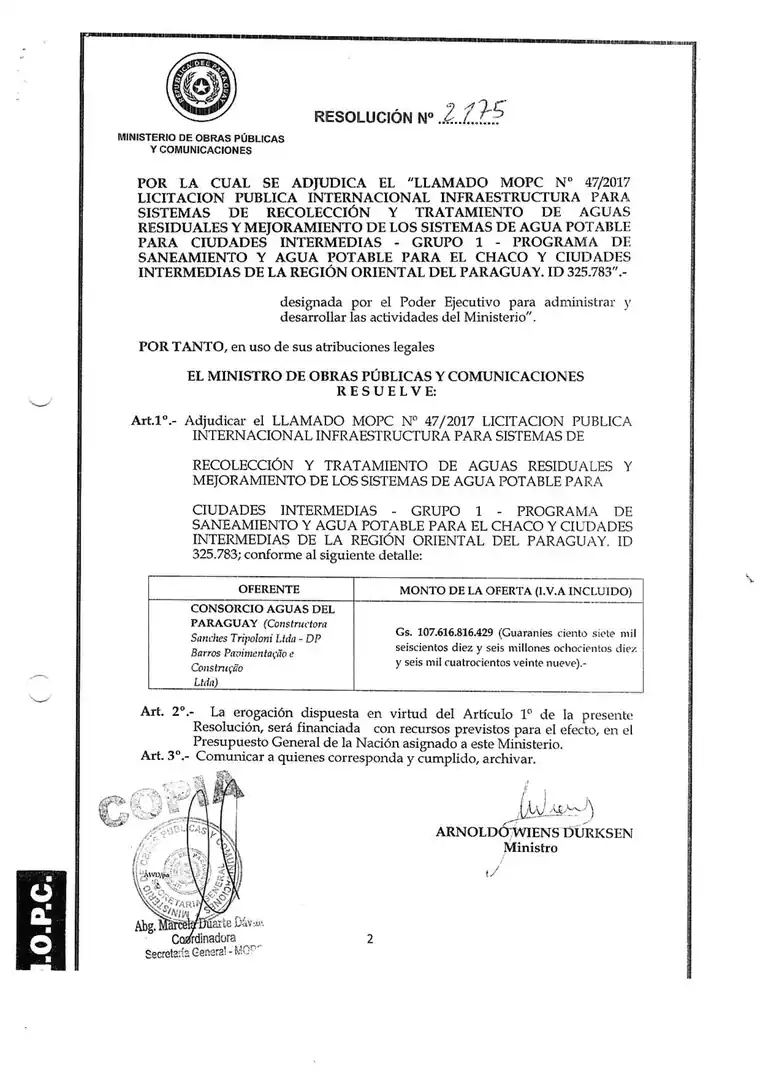 REPUBLICA DEL PARAGUAY
RESOLUCIÓN Nº 2175
MINISTERIO DE OBRAS PÚBLICAS
Y COMUNICACIONES
POR LA CUAL SE ADJUDICA EL "LLAMADO MOPC Nº 47/2017
LICITACION PUBLICA INTERNACIONAL INFRAESTRUCTURA PARA
SISTEMAS DE RECOLECCIÓN Y TRATAMIENTO DE AGUAS
RESIDUALES Y MEJORAMIENTO DE LOS SISTEMAS DE AGUA POTABLE
PARA CIUDADES INTERMEDIAS - GRUPO 1 - PROGRAMA DE
SANEAMIENTO Y AGUA POTABLE PARA EL CHACO Y CIUDADES
INTERMEDIAS DE LA REGIÓN ORIENTAL DEL PARAGUAY. ID 325.783".-
designada por el Poder Ejecutivo para administrar y
desarrollar las actividades del Ministerio".
POR TANTO, en uso de sus atribuciones legales
EL MINISTRO DE OBRAS PÚBLICAS Y COMUNICACIONES
R E S U E L V E:
Art.1º.- Adjudicar el LLAMADO MOPC Nº 47/2017 LICITACION PUBLICA
INTERNACIONAL INFRAESTRUCTURA PARA SISTEMAS DE
RECOLECCIÓN Y TRATAMIENTO DE AGUAS RESIDUALES Y
MEJORAMIENTO DE LOS SISTEMAS DE AGUA POTABLE PARA
CIUDADES INTERMEDIAS - GRUPO 1 - PROGRAMA DE
SANEAMIENTO Y AGUA POTABLE PARA EL CHACO Y CIUDADES
INTERMEDIAS DE LA REGIÓN ORIENTAL DEL PARAGUAY. ID
325.783; conforme al siguiente detalle:
OFERENTE
MONTO DE LA OFERTA (I.V.A INCLUIDO)
CONSORCIO AGUAS DEL
PARAGUAY (Constructora
Sanches Tripoloni Ltda - DP
Barros Pavimentação e
Construção
Ltda)
Gs. 107.616.816.429 (Guaraníes ciento siete mil
seiscientos diez y seis millones ochocientos diez
y seis mil cuatrocientos veinte nueve).-
Art. 2º.- La erogación dispuesta en virtud del Artículo 1º de la presente
Resolución, será financiada con recursos previstos para el efecto, en el
Presupuesto General de la Nación asignado a este Ministerio.
Art. 3º.- Comunicar a quienes corresponda y cumplido, archivar.
COPIA
ARNOLDO WIENS DURKSEN
Ministro
Abg. Marcela Duarte
Coordinadora
Secretaría General - MOPC
2
.O.P.C.